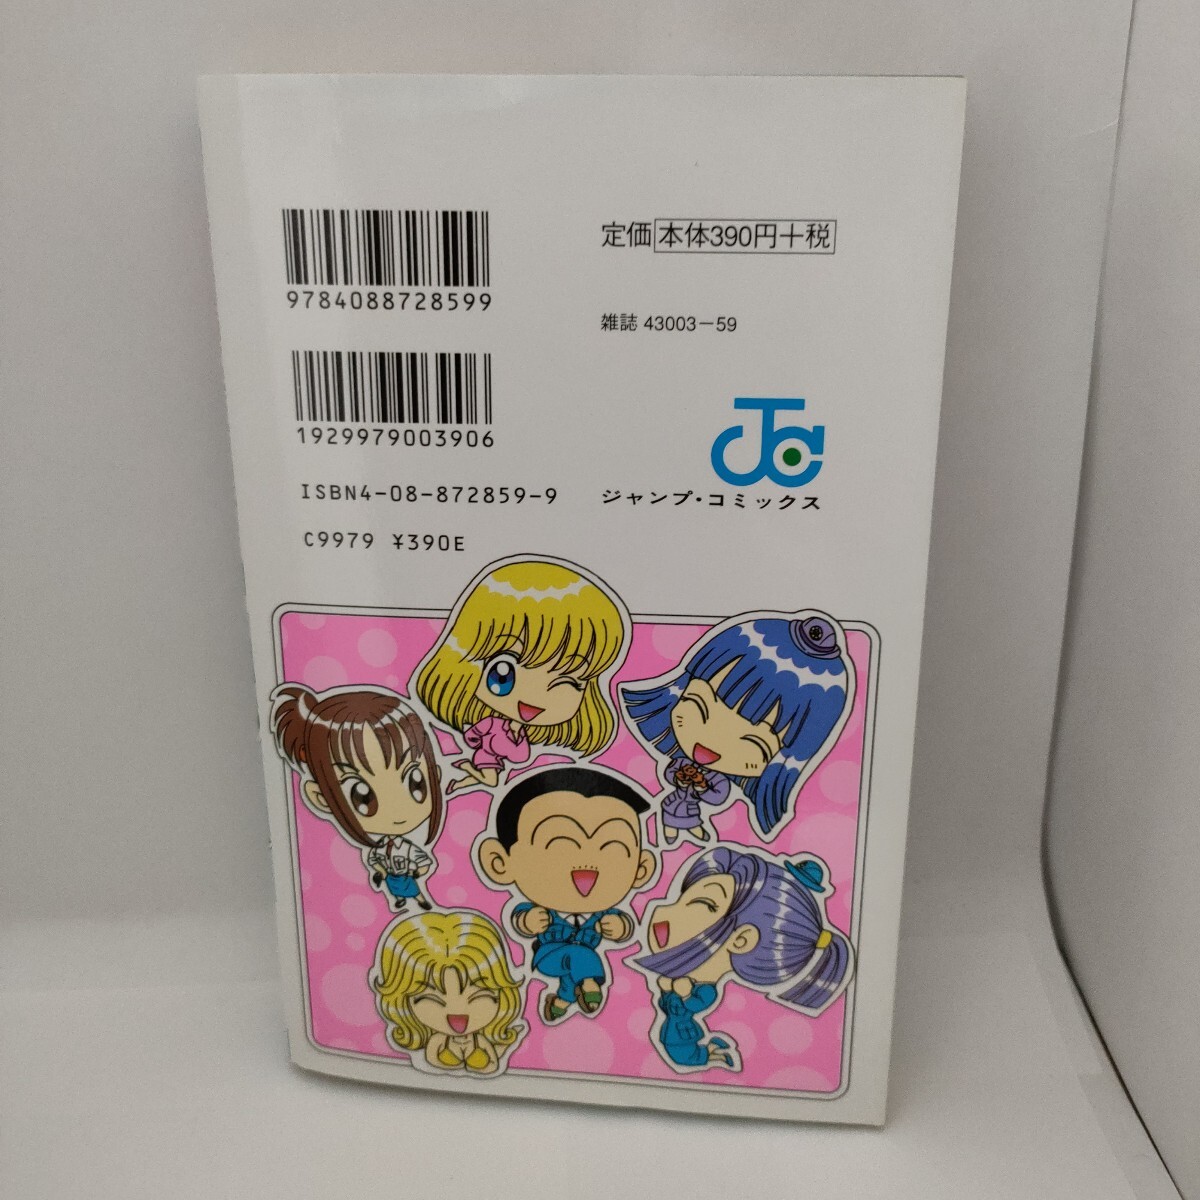 9784088728599
1929979003906
ISBN4-08-872859-9
C9979 ¥390E
定価 本体390円+税
雑誌 43003-59
JC
ジャンプ・コミックス